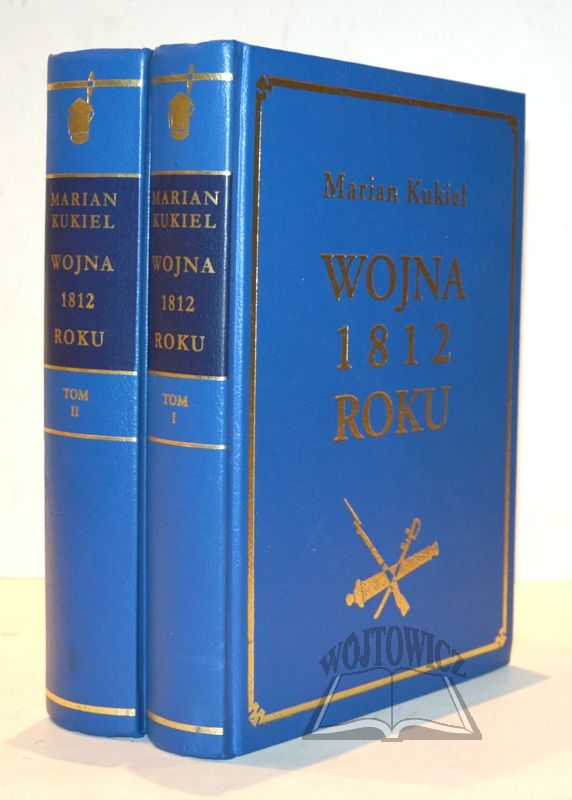 MARIAN
KUKIEL
WOJNA
1812
ROKU
TOM
II
MARIAN
KUKIEL
WOJNA
1812
ROKU
TOM
I
Marian Kukiel
WOJNA
1812
ROKU
WOJTOWICZ